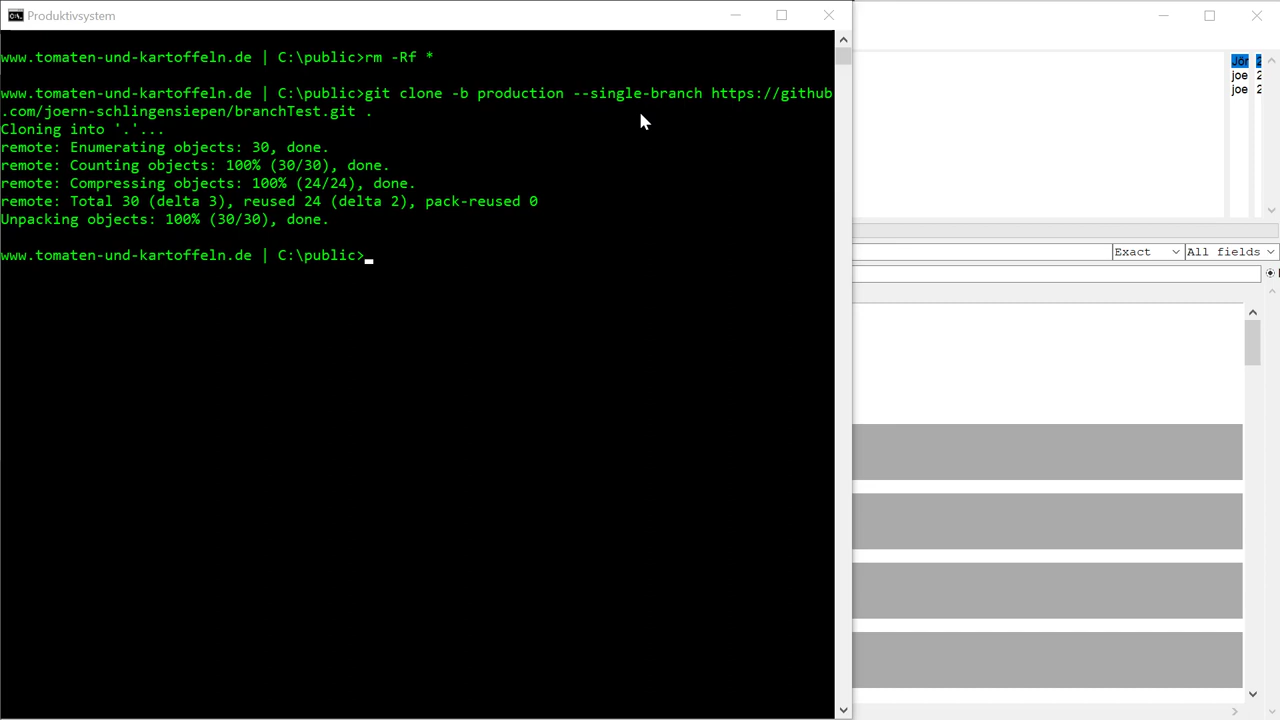 Produktivsystem
www.tomaten-und-kartoffeln.de | C:\public>rm -Rf *
www.tomaten-und-kartoffeln.de | C:\public>git clone -b production --single-branch https://github
.com/joern-schlingensiepen/branchTest.git .
Cloning into '.'...
remote: Enumerating objects: 30, done.
remote: Counting objects: 100% (30/30), done.
remote: Compressing objects: 100% (24/24), done.
remote: Total 30 (delta 3), reused 24 (delta 2), pack-reused 0
Unpacking objects: 100% (30/30), done.
www.tomaten-und-kartoffeln.de | C:\public>
Jör 2
joe 2
joe 2
Exact All fields